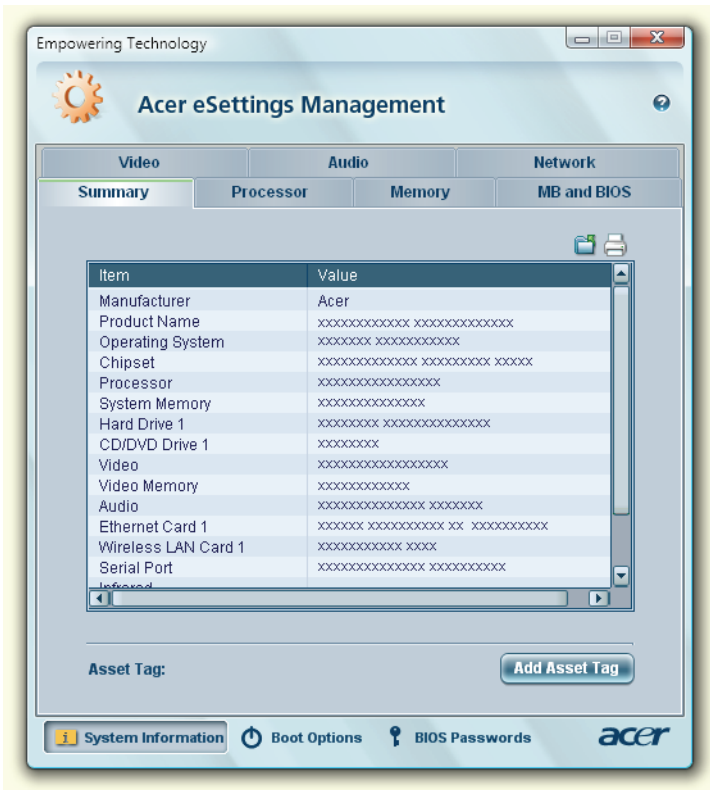 Empowering Technology
Acer eSettings Management
Video Audio Network
Summary Processor Memory MB and BIOS
Item Value
Manufacturer Acer
Product Name xxxxxxxxxxxx xxxxxxxxxxxxx
Operating System xxxxxxx xxxxxxxxxxx
Chipset xxxxxxxxxxxxx xxxxxxxxx xxxxx
Processor xxxxxxxxxxxxxxxx
System Memory xxxxxxxxxxxxxx
Hard Drive 1 xxxxxxxx xxxxxxxxxxxxxx
CD/DVD Drive 1 xxxxxxxx
Video xxxxxxxxxxxxxxxxx
Video Memory xxxxxxxxxxxx
Audio xxxxxxxxxxxxxx xxxxxxx
Ethernet Card 1 xxxxxx xxxxxxxxxx xx xxxxxxxxxx
Wireless LAN Card 1 xxxxxxxxxxx xxxx
Serial Port xxxxxxxxxxxxxx xxxxxxxxxx
Infrared
Asset Tag: Add Asset Tag
System Information Boot Options BIOS Passwords acer